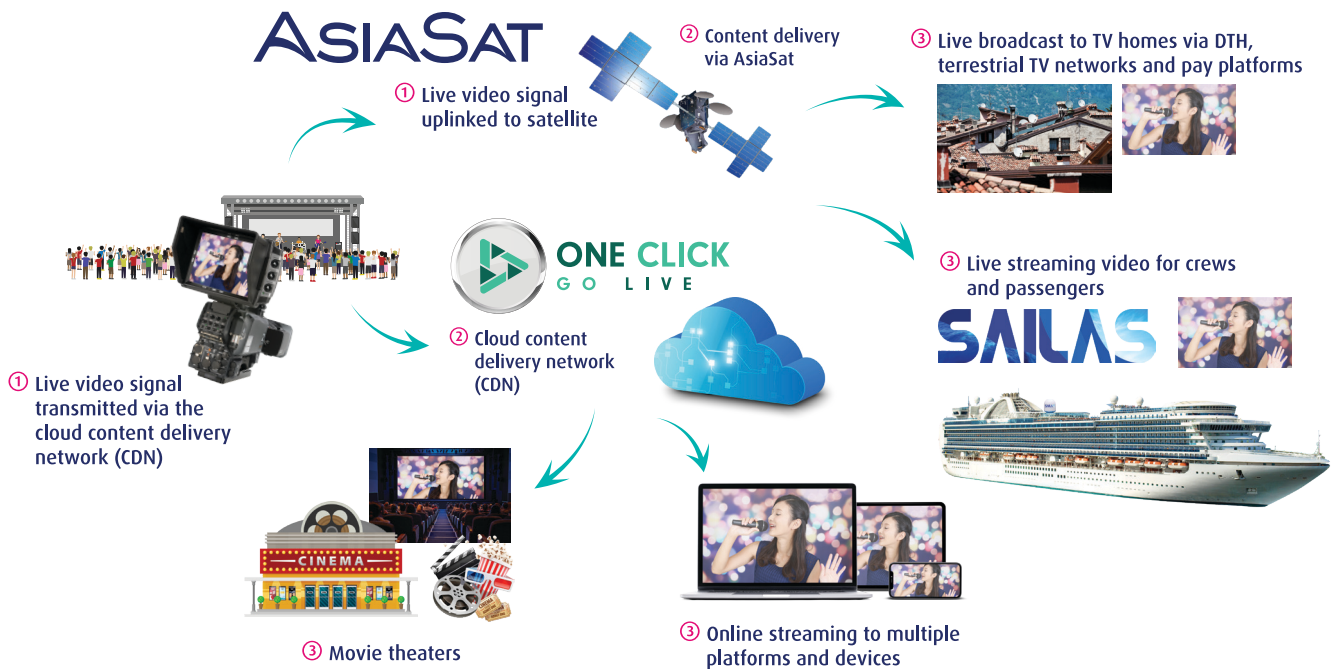 ASIASAT
① Live video signal
uplinked to satellite
② Content delivery
via AsiaSat
③ Live broadcast to TV homes via DTH,
terrestrial TV networks and pay platforms
ONE CLICK
GO LIVE
② Cloud content
delivery network
(CDN)
③ Live streaming video for crews
and passengers
SAILAS
① Live video signal
transmitted via the
cloud content delivery
network (CDN)
CINEMA
CINEMA
③ Movie theaters
③ Online streaming to multiple
platforms and devices